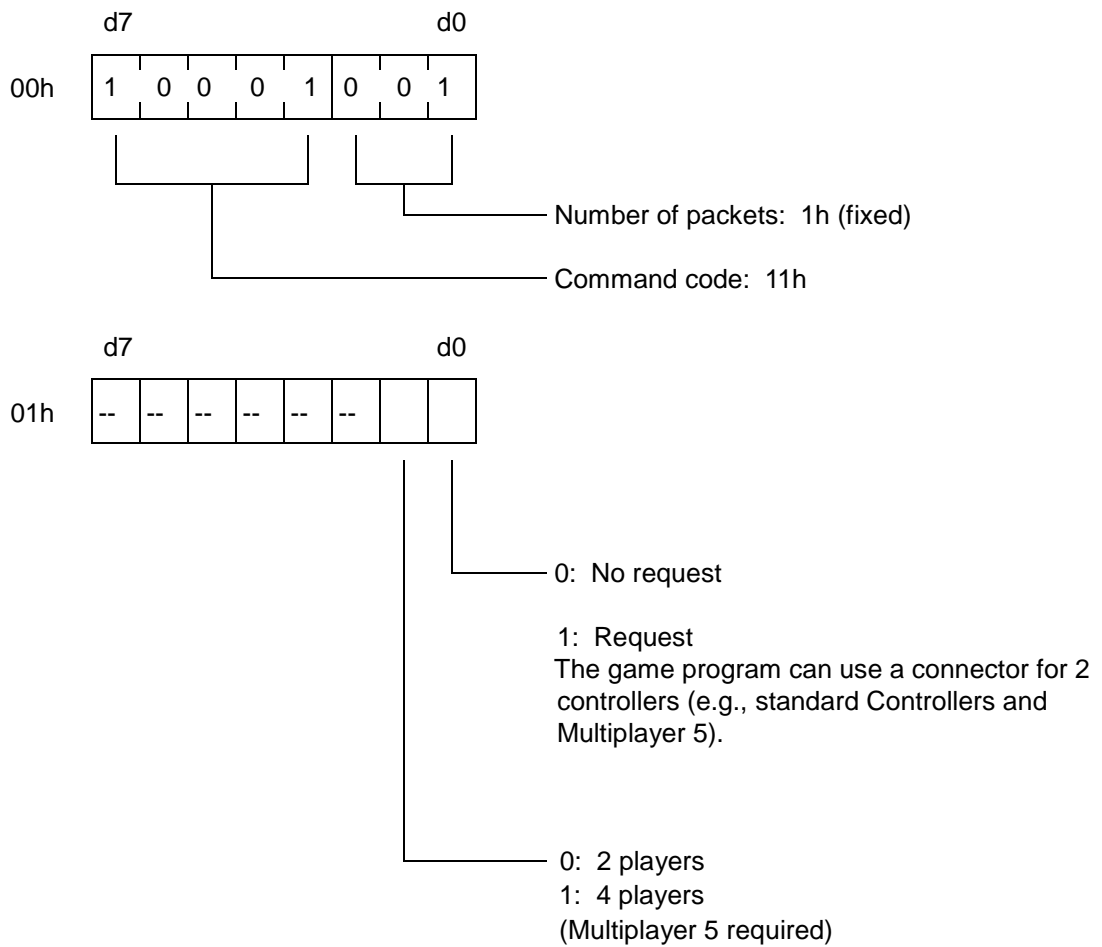 d7 d0
00h 1 0 0 0 1 0 0 1
Number of packets: 1h (fixed)
Command code: 11h
d7 d0
01h -- -- -- -- -- --
0: No request
1: Request
The game program can use a connector for 2
controllers (e.g., standard Controllers and
Multiplayer 5).
0: 2 players
1: 4 players
(Multiplayer 5 required)